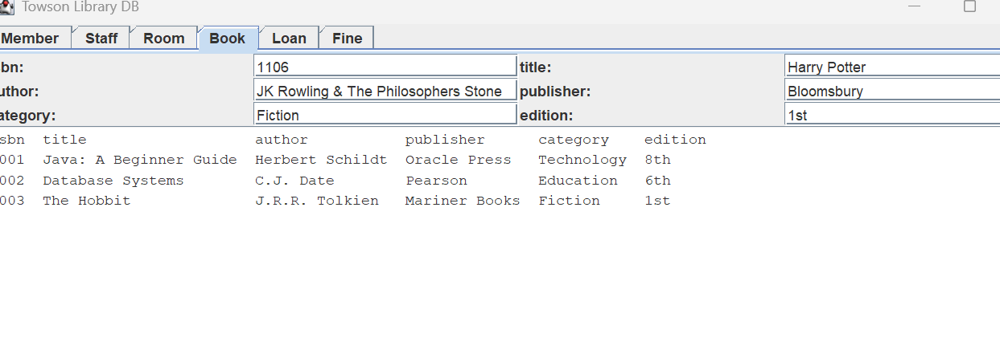 Towson Library DB
Member Staff Room Book Loan Fine
sbn: 1106 title: Harry Potter
uthor: JK Rowling & The Philosophers Stone publisher: Bloomsbury
ategory: Fiction edition: 1st
sbn title author publisher category edition
001 Java: A Beginner Guide Herbert Schildt Oracle Press Technology 8th
002 Database Systems C.J. Date Pearson Education 6th
003 The Hobbit J.R.R. Tolkien Mariner Books Fiction 1st